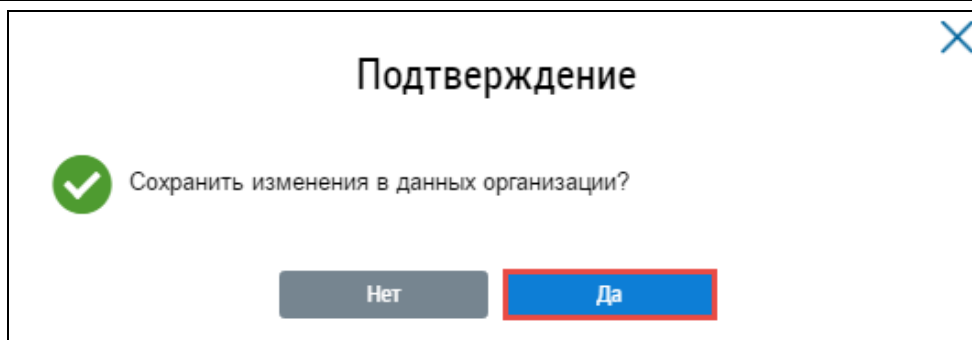 Подтверждение
Сохранить изменения в данных организации?
Нет
Да